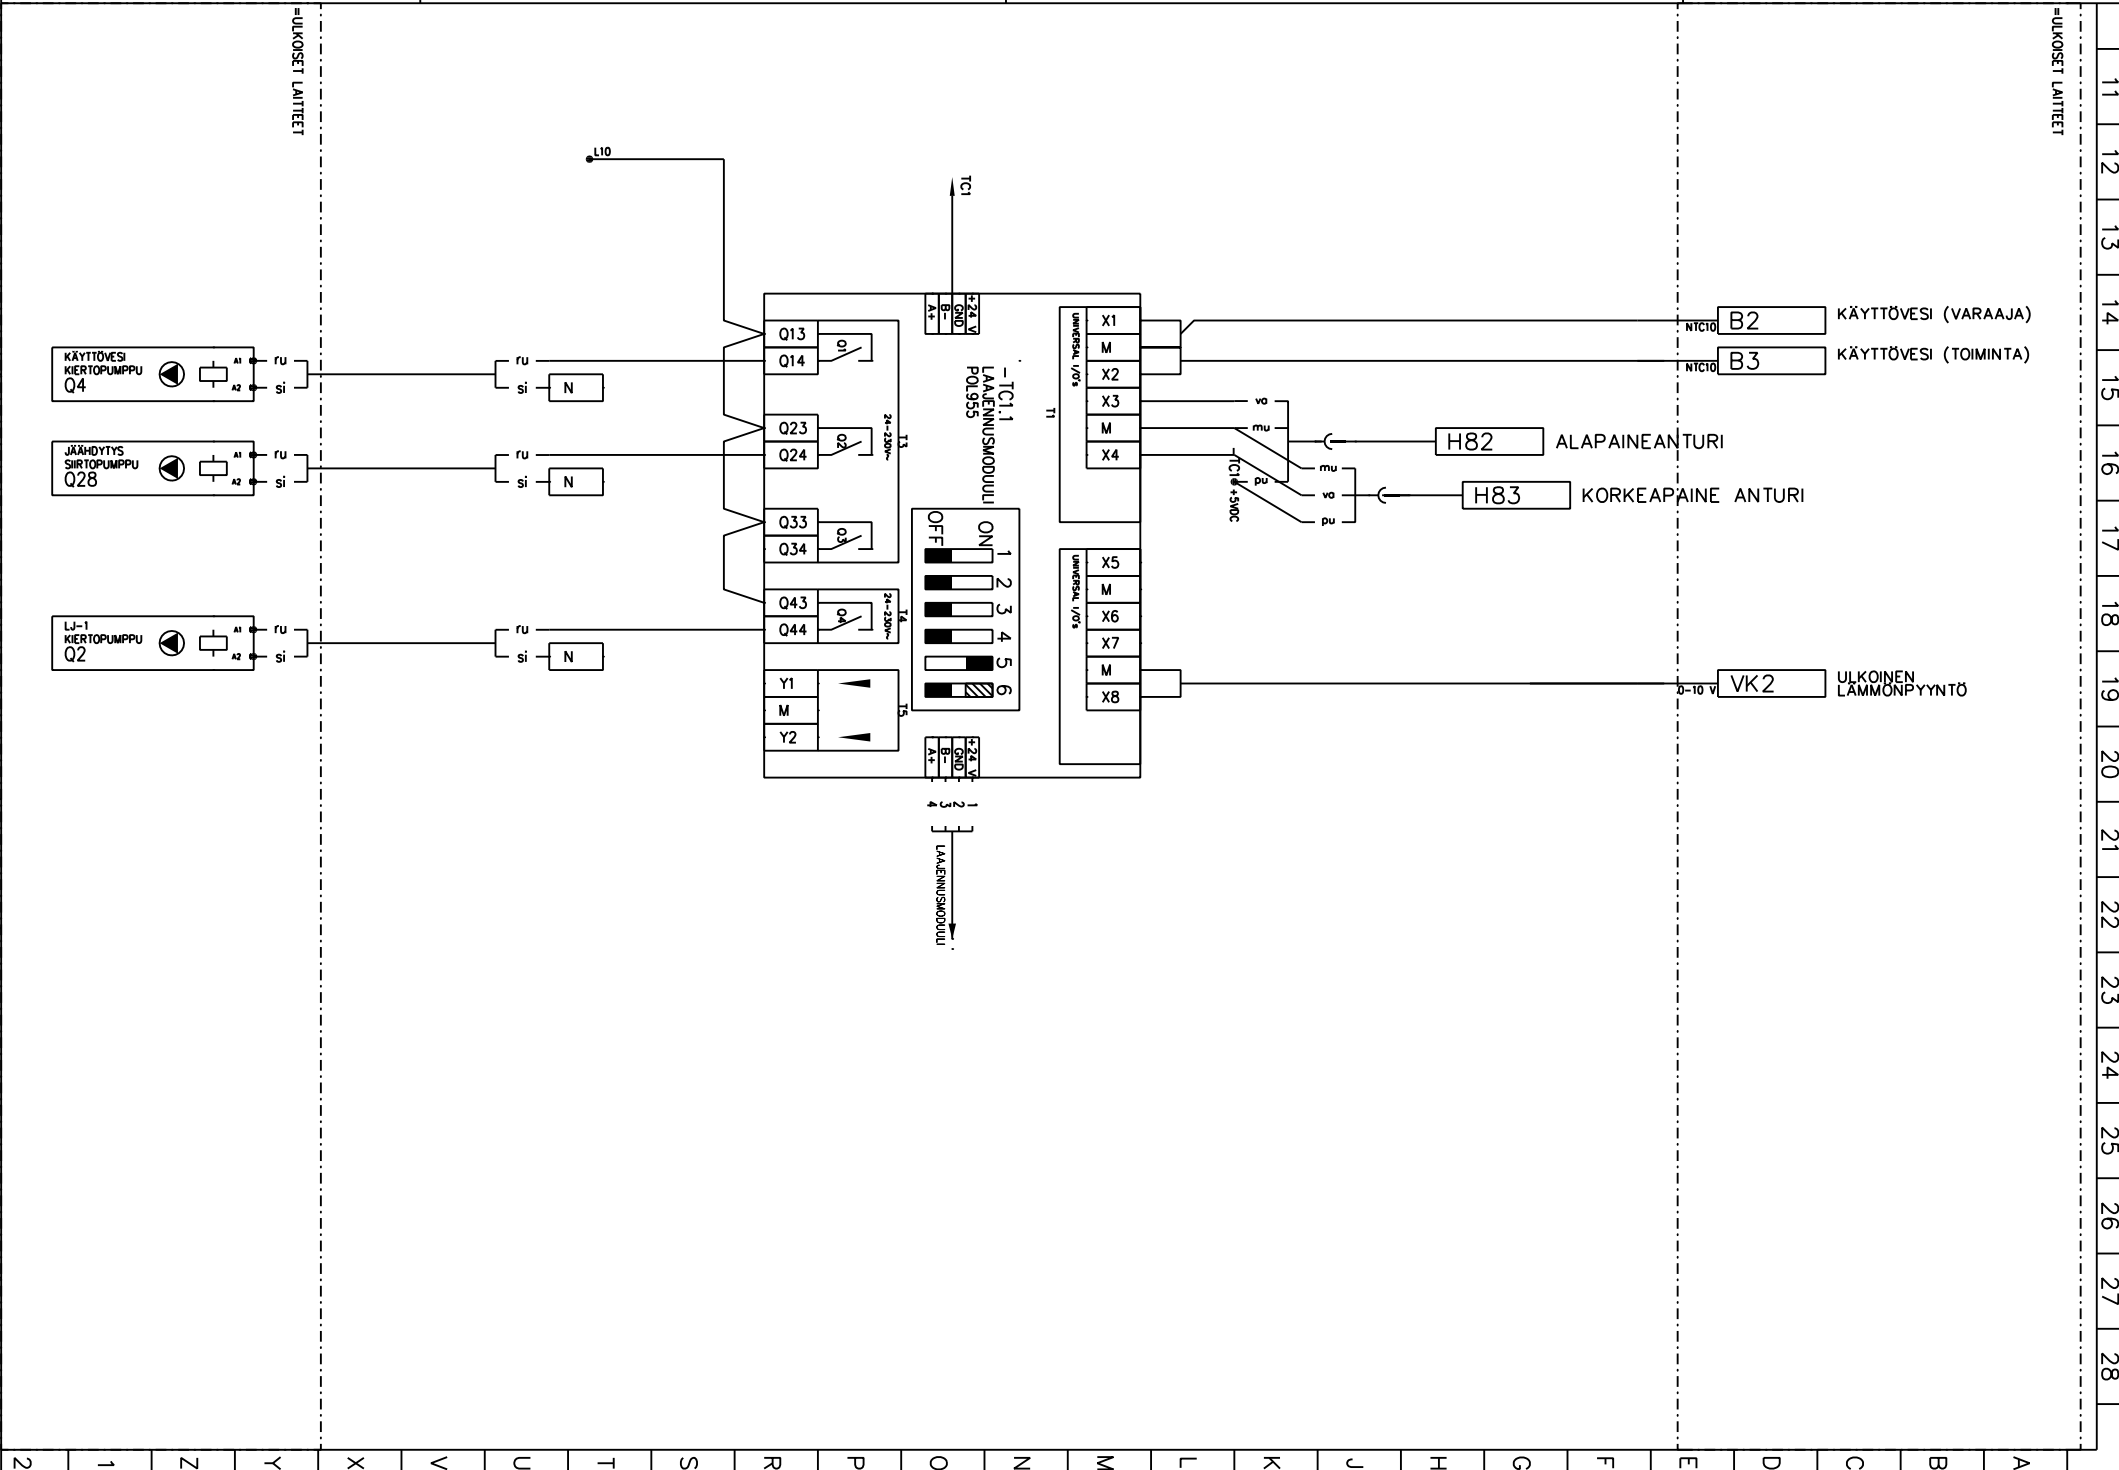 =ULKOISET LAITTEET
=ULKOISET LAITTEET
11
12
13
14
15
16
17
18
19
20
21
22
23
24
25
26
27
28
L10
TC1
+24 V
GND
B-
A+
-TC1.1
LAAJENNUSMODUULI
POL955
Q13
Q14
Q1
Q23
Q24
Q2
T3
24-230V~
Q33
Q34
Q3
Q43
Q44
Q4
T4
24-230V~
Y1
M
Y2
T5
ON
OFF
1
2
3
4
5
6
+24 V
GND
B-
A+
1
2
3
4
LAAJENNUSMODUULI
T1
UNIVERSAL I/O's
X1
M
X2
X3
M
X4
UNIVERSAL I/O's
X5
M
X6
X7
M
X8
KÄYTTÖVESI
KIERTOPUMPPU
Q4
A1
A2
ru
si
ru
si
N
JÄÄHDYTYS
SIIRTOPUMPPU
Q28
A1
A2
ru
si
ru
si
N
LJ-1
KIERTOPUMPPU
Q2
A1
A2
ru
si
ru
si
N
va
mu
pu
TC1
+5VDC
mu
va
pu
H82 ALAPAINEANTURI
H83 KORKEAPAINE ANTURI
NTC10 B2 KÄYTTÖVESI (VARAAJA)
NTC10 B3 KÄYTTÖVESI (TOIMINTA)
0-10 V VK2 ULKOINEN
LÄMMÖNPYYNTÖ
2
1
Z
Y
X
V
U
T
S
R
P
O
N
M
L
K
J
H
G
F
E
D
C
B
A